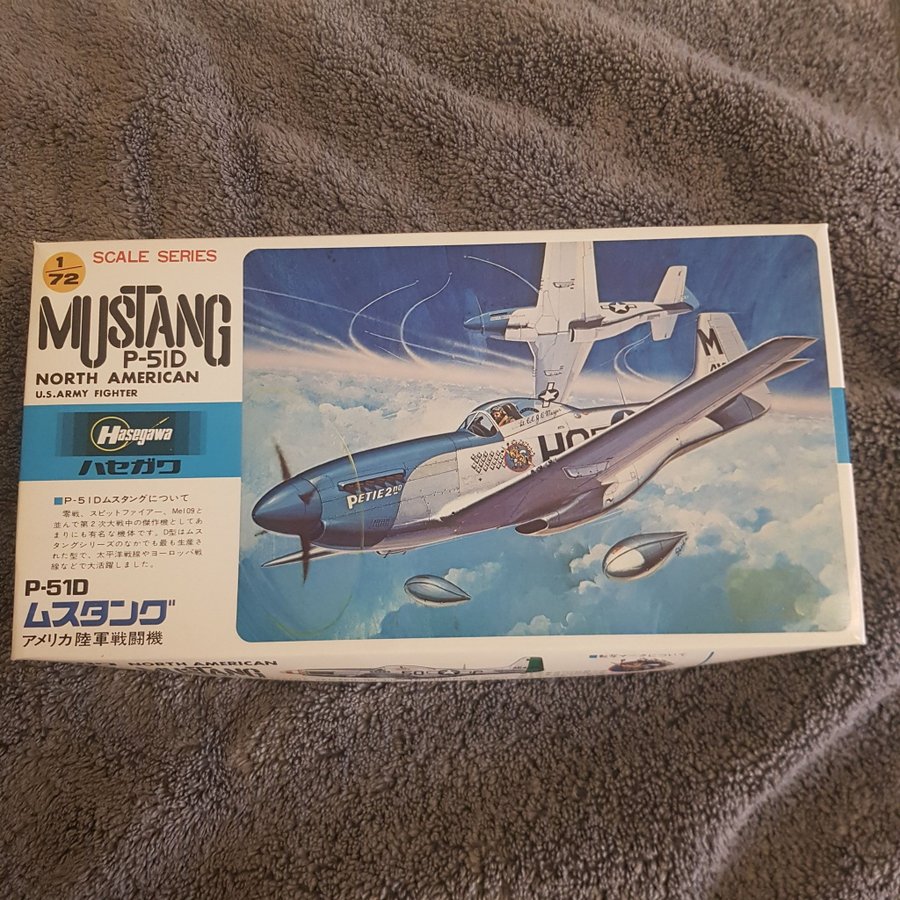 1/72
SCALE SERIES
MUSTANG
P-51D
NORTH AMERICAN
U.S.ARMY FIGHTER
Hasegawa
ハセガワ
■P-51Dムスタングについて
零戦、スピットファイアー、Me109と
並んで第2次大戦中の傑作機としてあ
まりにも有名な機体です。D型はムス
タングシリーズのなかでも最も生産さ
れた型で、太平洋戦線やヨーロッパ戦
線などで大活躍しました。
P-51D
ムスタング
アメリカ陸軍戦闘機
M
PETIE 2ND
NORTH AMERICAN
MUSTANG